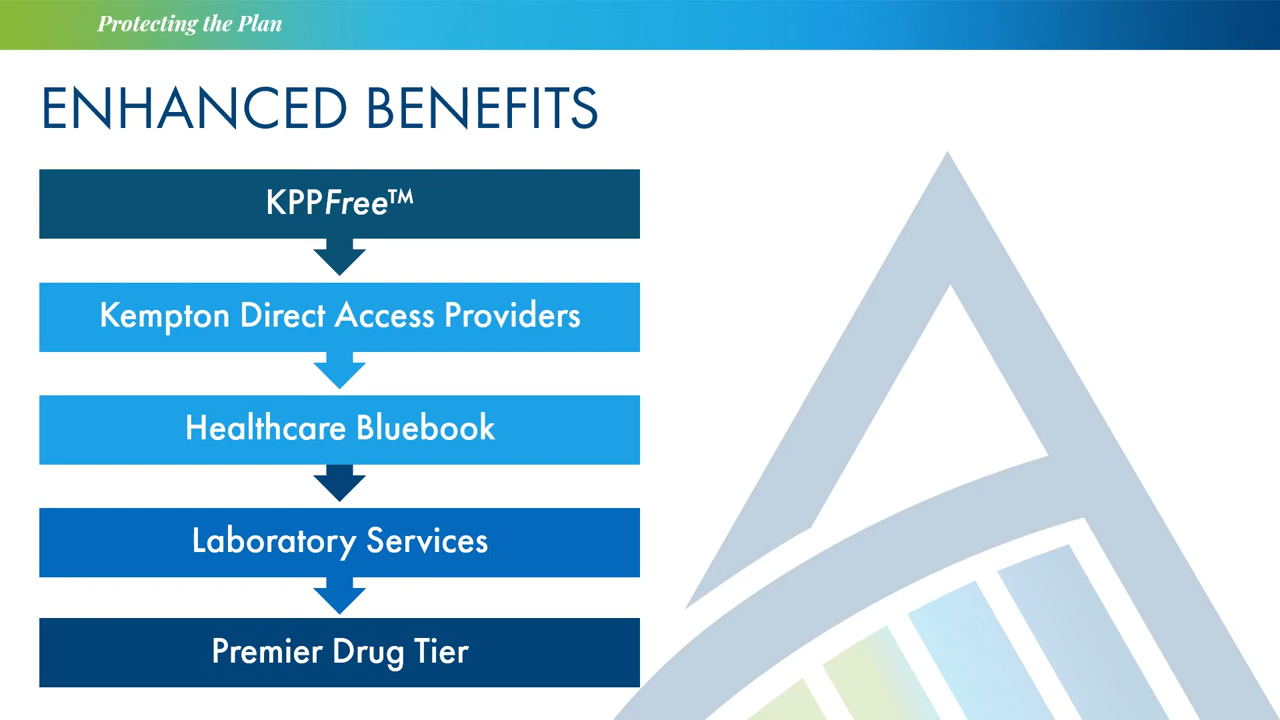 Protecting the Plan
ENHANCED BENEFITS
KPPFree™
Kempton Direct Access Providers
Healthcare Bluebook
Laboratory Services
Premier Drug Tier